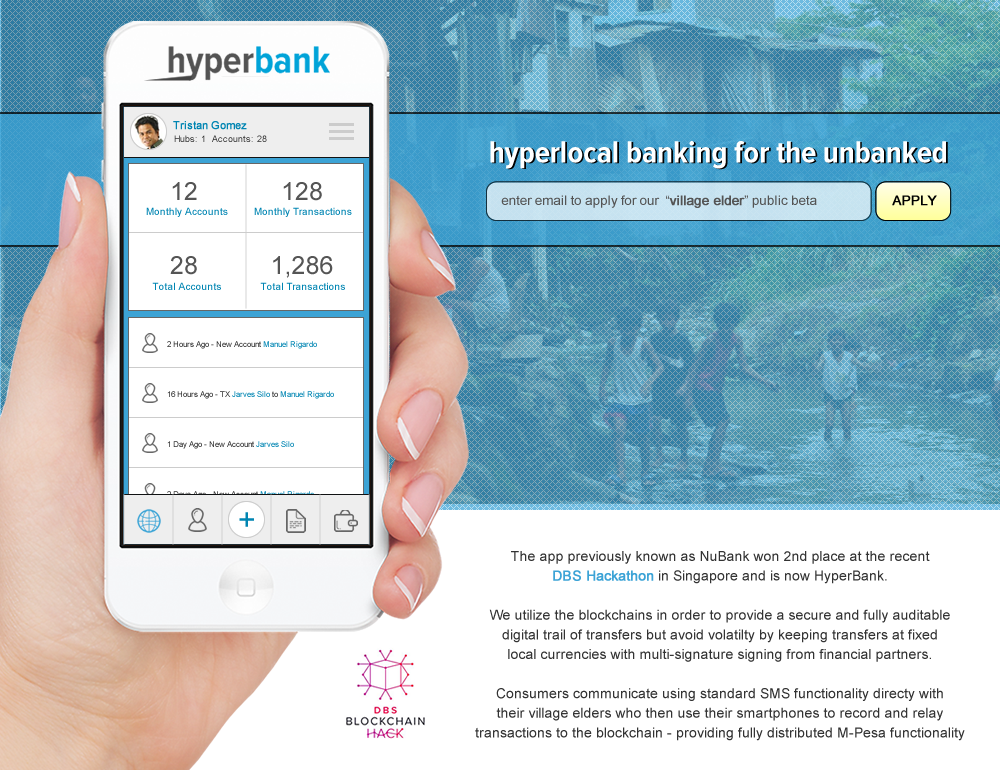 hyperbank
Tristan Gomez
Hubs: 1 Accounts: 28
12
Monthly Accounts
128
Monthly Transactions
28
Total Accounts
1,286
Total Transactions
2 Hours Ago - New Account Manuel Rigardo
16 Hours Ago - TX Jarves Silo to Manuel Rigardo
1 Day Ago - New Account Jarves Silo
2 Days Ago - New Account Manuel Rigardo
hyperlocal banking for the unbanked
enter email to apply for our “village elder” public beta
APPLY
The app previously known as NuBank won 2nd place at the recent
DBS Hackathon in Singapore and is now HyperBank.
We utilize the blockchains in order to provide a secure and fully auditable
digital trail of transfers but avoid volatilty by keeping transfers at fixed
local currencies with multi-signature signing from financial partners.
Consumers communicate using standard SMS functionality directy with
their village elders who then use their smartphones to record and relay
transactions to the blockchain - providing fully distributed M-Pesa functionality
DBS
BLOCKCHAIN
HACK